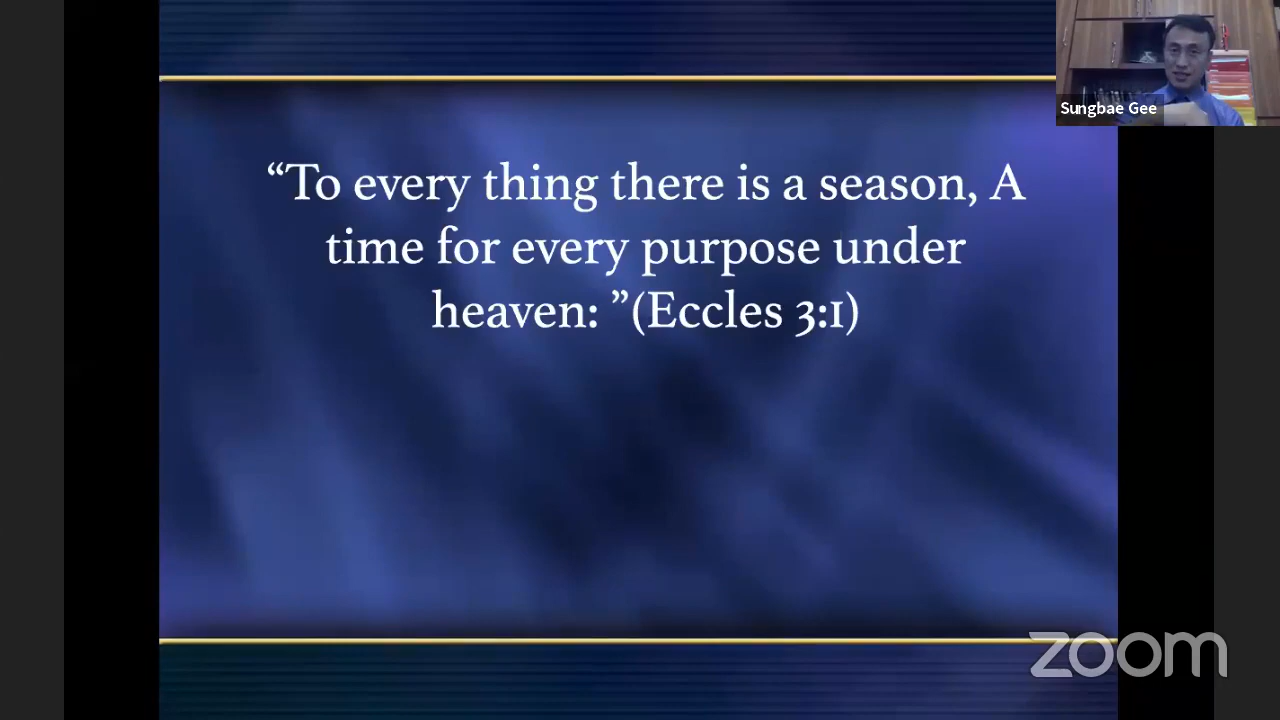 Sungbae Gee
“To every thing there is a season, A
time for every purpose under
heaven: ”(Eccles 3:1)
zoom